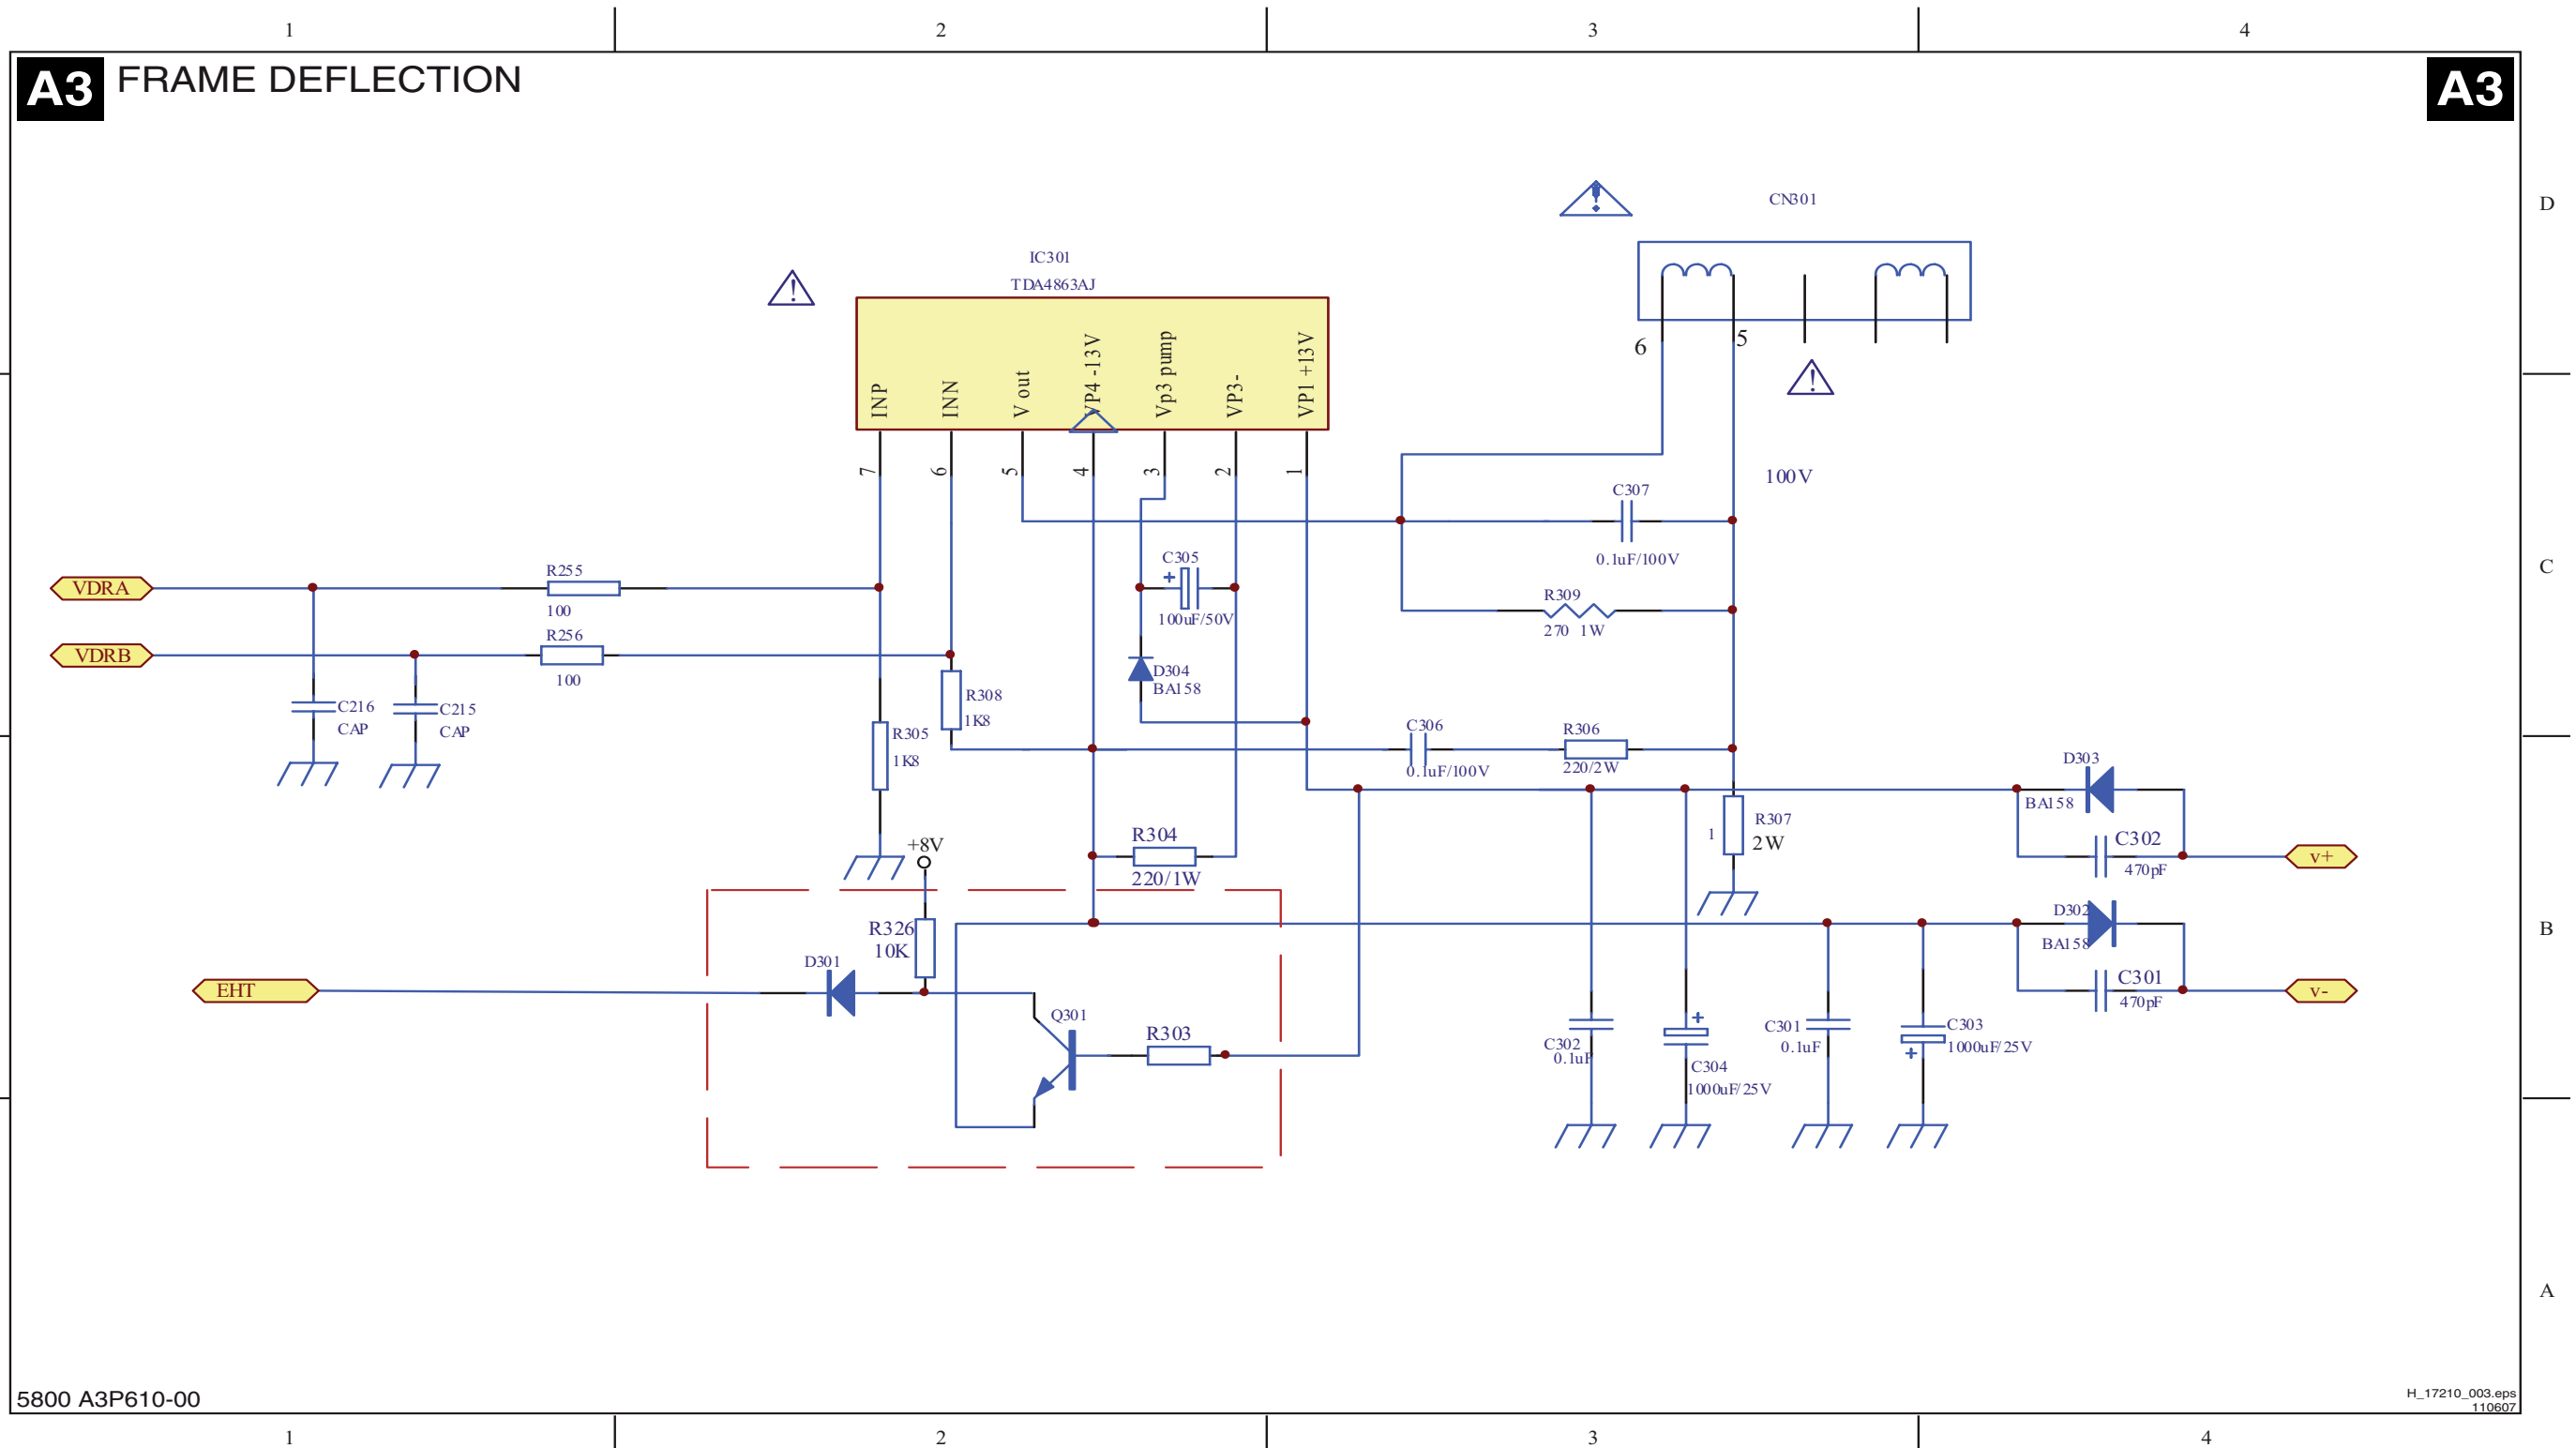 1 2 3 4
A3 FRAME DEFLECTION A3
D
CN301
IC301
TDA4863AJ
INP
INN
V out
VP4 -13V
Vp3 pump
VP3-
VP1 +13V
6 5
7 6 5 4 3 2 1
100V
C307
0.1uF/100V
C
VDRA
R255
100
C305
+
100uF/50V
R309
270 1W
VDRB
R256
100
D304
BA158
R308
1K8
C216
CAP
C215
CAP
R305
1K8
C306
0.1uF/100V
R306
220/2W
D303
BA158
R307
1
2W
+8V
R304
220/1W
C302
470pF
v+
B
R326
10K
D302
BA158
D301
EHT
C301
470pF
v-
Q301
R303
C302
0.1uF
+
C304
1000uF/25V
C301
0.1uF
C303
+
1000uF/25V
A
5800 A3P610-00
H_17210_003.eps
110607
1 2 3 4